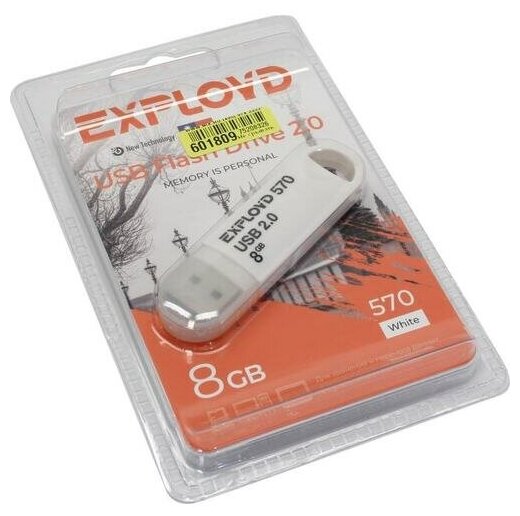 EXPLOYD
New Technology
601809
USB Flash Drive 2.0
MEMORY IS PERSONAL
EXPLOYD 570
USB 2.0
8GB
570
White
8 GB